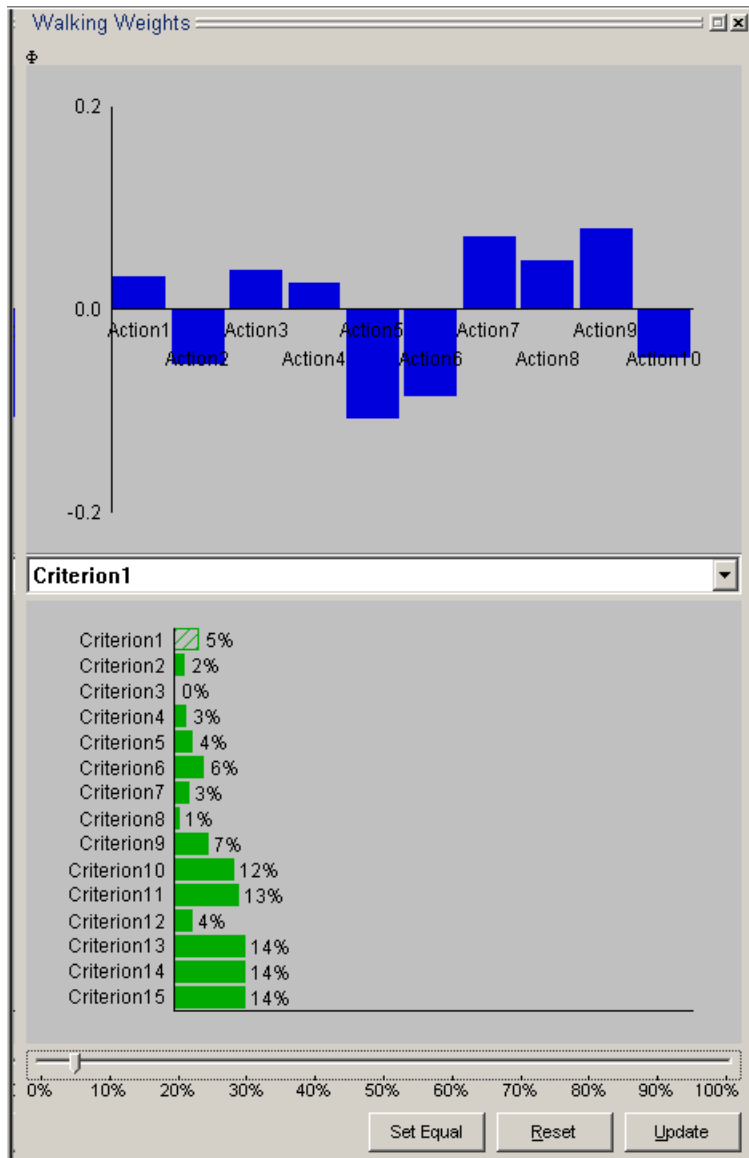 Walking Weights
Φ
0.2
0.0
Action1 Action3 Action5 Action7 Action9
Action2 Action4 Action6 Action8 Action10
-0.2
Criterion1
Criterion1 5%
Criterion2 2%
Criterion3 0%
Criterion4 3%
Criterion5 4%
Criterion6 6%
Criterion7 3%
Criterion8 1%
Criterion9 7%
Criterion10 12%
Criterion11 13%
Criterion12 4%
Criterion13 14%
Criterion14 14%
Criterion15 14%
0% 10% 20% 30% 40% 50% 60% 70% 80% 90% 100%
Set Equal Reset Update